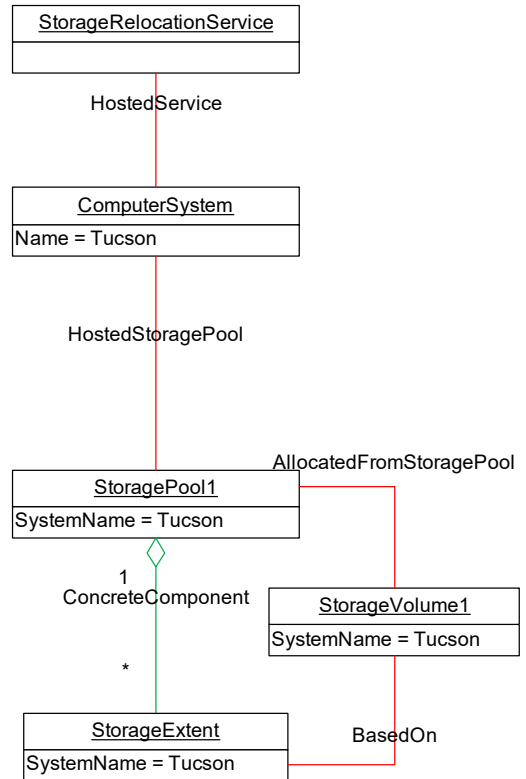 StorageRelocationService
HostedService
ComputerSystem
Name = Tucson
HostedStoragePool
AllocatedFromStoragePool
StoragePool1
SystemName = Tucson
1
ConcreteComponent
StorageVolume1
SystemName = Tucson
*
StorageExtent
BasedOn
SystemName = Tucson